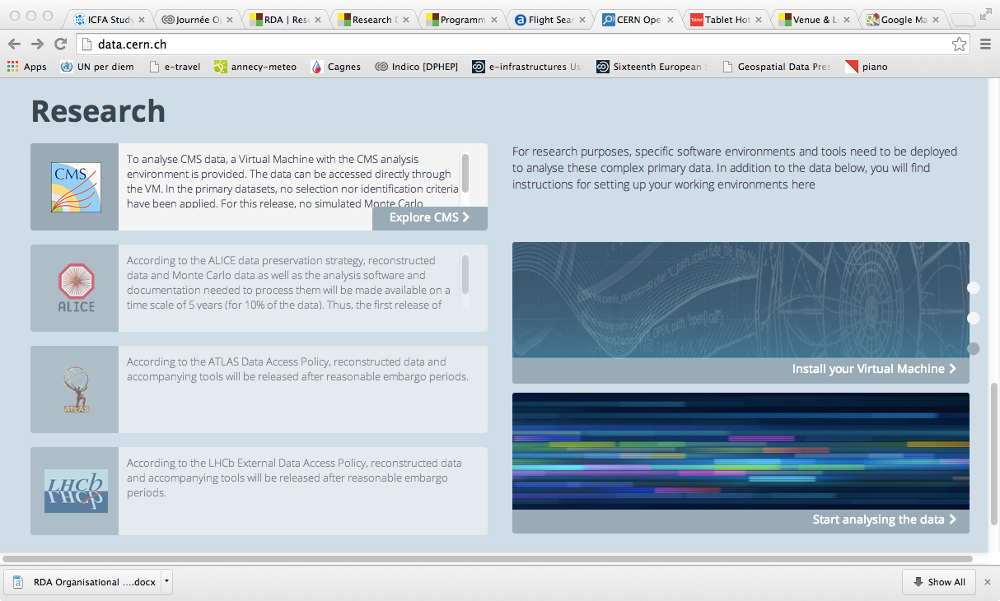 ICFA Study
Journée O
RDA | Res
Research D
Programm
Flight Sear
CERN Ope
Tablet Hot
Venue & L
Google Ma
data.cern.ch
Apps
UN per diem
e-travel
annecy-meteo
Cagnes
Indico [DPHEP]
e-infrastructures Us
Sixteenth European S
Geospatial Data Pres
piano
Research
CMS
To analyse CMS data, a Virtual Machine with the CMS analysis
environment is provided. The data can be accessed directly through
the VM. In the primary datasets, no selection nor identification criteria
have been applied. For this release, no simulated Monte Carlo
Explore CMS
ALICE
According to the ALICE data preservation strategy, reconstructed
data and Monte Carlo data as well as the analysis software and
documentation needed to process them will be made available on a
time scale of 5 years (for 10% of the data). Thus, the first release of
ATLAS
According to the ATLAS Data Access Policy, reconstructed data and
accompanying tools will be released after reasonable embargo periods.
LHCb
According to the LHCb External Data Access Policy, reconstructed data
and accompanying tools will be released after reasonable embargo
periods.
For research purposes, specific software environments and tools need to be deployed
to analyse these complex primary data. In addition to the data below, you will find
instructions for setting up your working environments here
Install your Virtual Machine
Start analysing the data
RDA Organisational ....docx
Show All